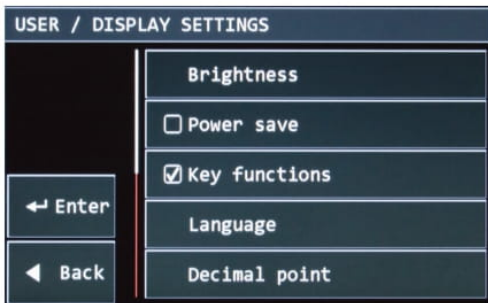 USER / DISPLAY SETTINGS
Brightness
Power save
Key functions
Enter
Language
Back
Decimal point